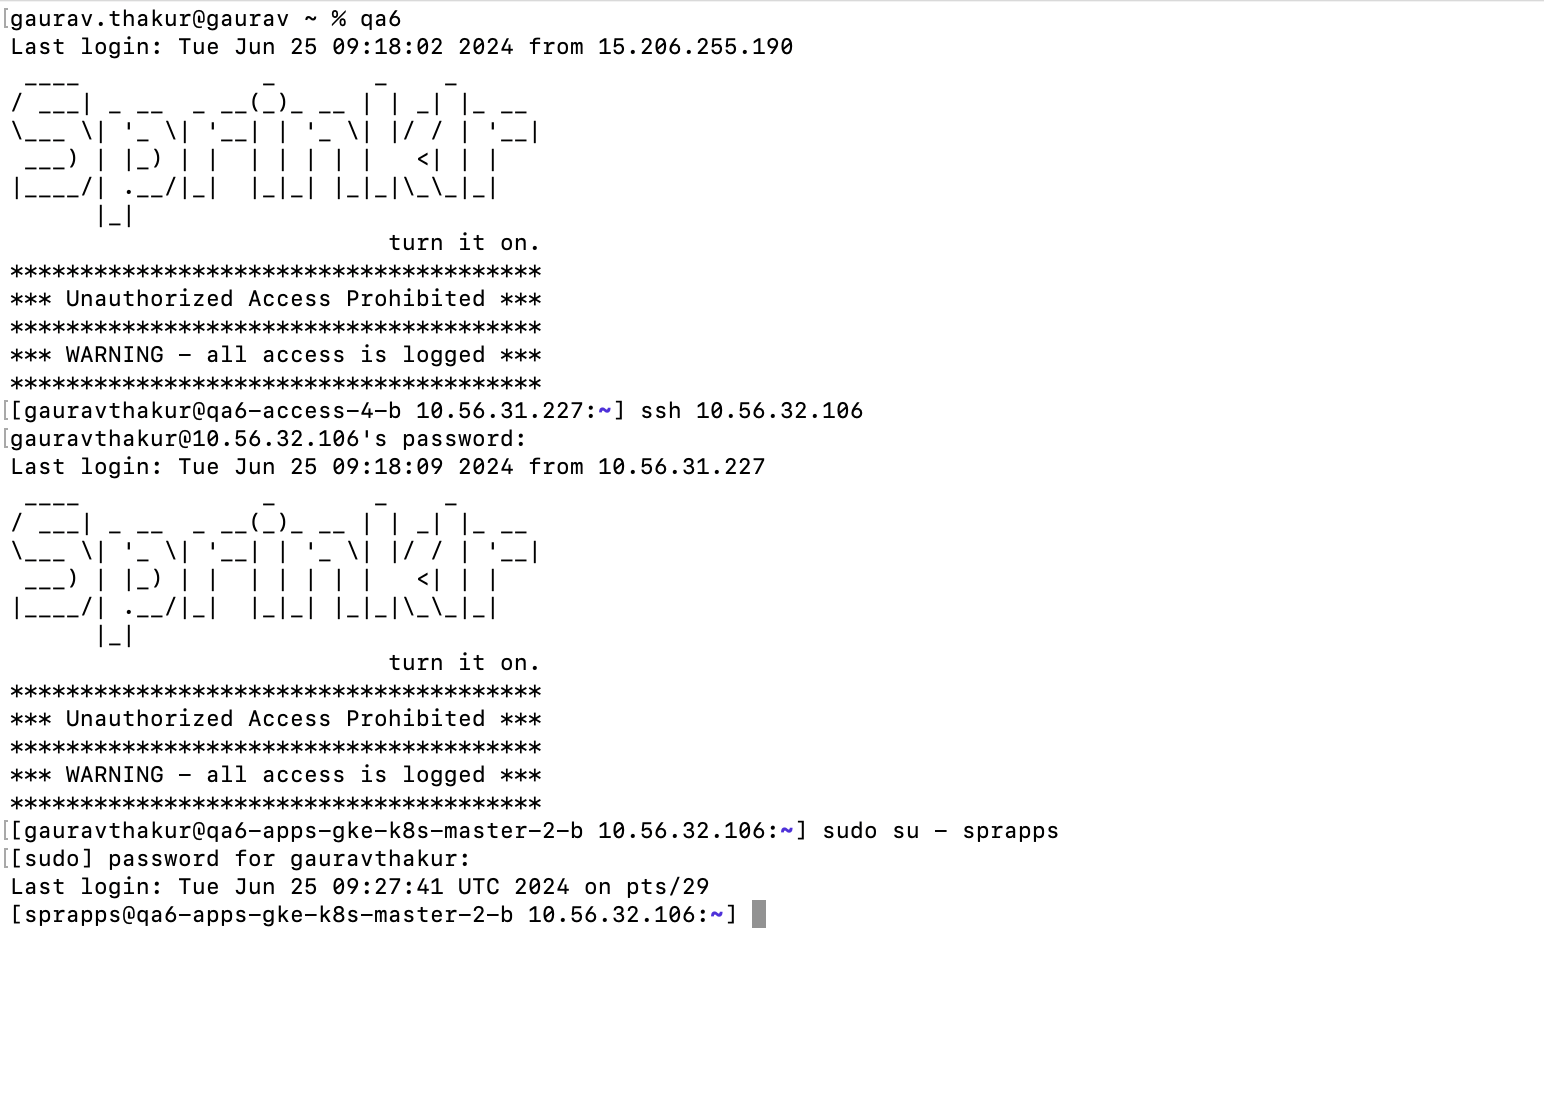 [gaurav.thakur@gaurav ~ % qa6
Last login: Tue Jun 25 09:18:02 2024 from 15.206.255.190
  ____             _       _    _
 / ___| _ __  _ __(_)_ __ | | _| |_ __
 \___ \| '_ \| '__| | '_ \| |/ / | '__|
  ___) | |_) | |  | | | | |   <| | |
 |____/| .__/|_|  |_|_| |_|_|\_\_|_|
       |_|
                           turn it on.
**************************************
*** Unauthorized Access Prohibited ***
**************************************
*** WARNING - all access is logged ***
**************************************
[[gauravthakur@qa6-access-4-b 10.56.31.227:~] ssh 10.56.32.106
[gauravthakur@10.56.32.106's password:
Last login: Tue Jun 25 09:18:09 2024 from 10.56.31.227
  ____             _       _    _
 / ___| _ __  _ __(_)_ __ | | _| |_ __
 \___ \| '_ \| '__| | '_ \| |/ / | '__|
  ___) | |_) | |  | | | | |   <| | |
 |____/| .__/|_|  |_|_| |_|_|\_\_|_|
       |_|
                           turn it on.
**************************************
*** Unauthorized Access Prohibited ***
**************************************
*** WARNING - all access is logged ***
**************************************
[[gauravthakur@qa6-apps-gke-k8s-master-2-b 10.56.32.106:~] sudo su - sprapps
[[sudo] password for gauravthakur:
Last login: Tue Jun 25 09:27:41 UTC 2024 on pts/29
[sprapps@qa6-apps-gke-k8s-master-2-b 10.56.32.106:~]